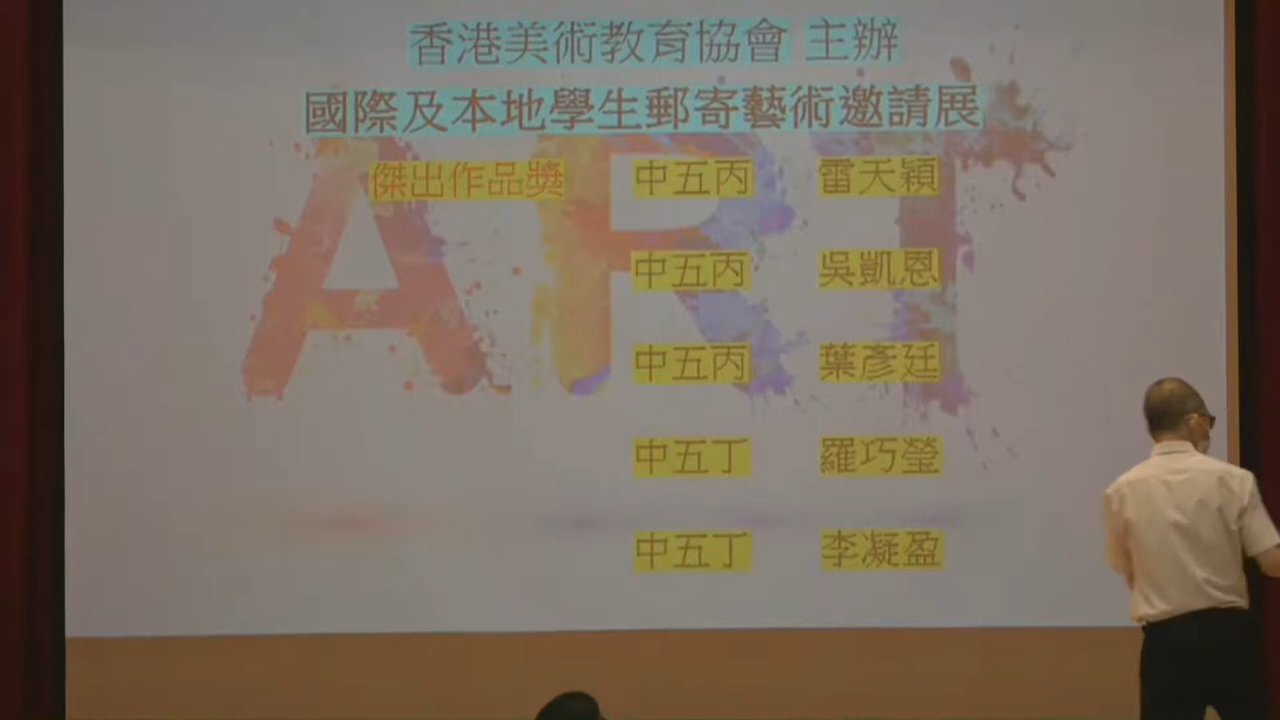 香港美術教育協會 主辦
國際及本地學生郵寄藝術邀請展
傑出作品獎 中五丙 雷天穎
中五丙 吳凱恩
中五丙 葉彥廷
中五丁 羅巧瑩
中五丁 李凝盈
ART